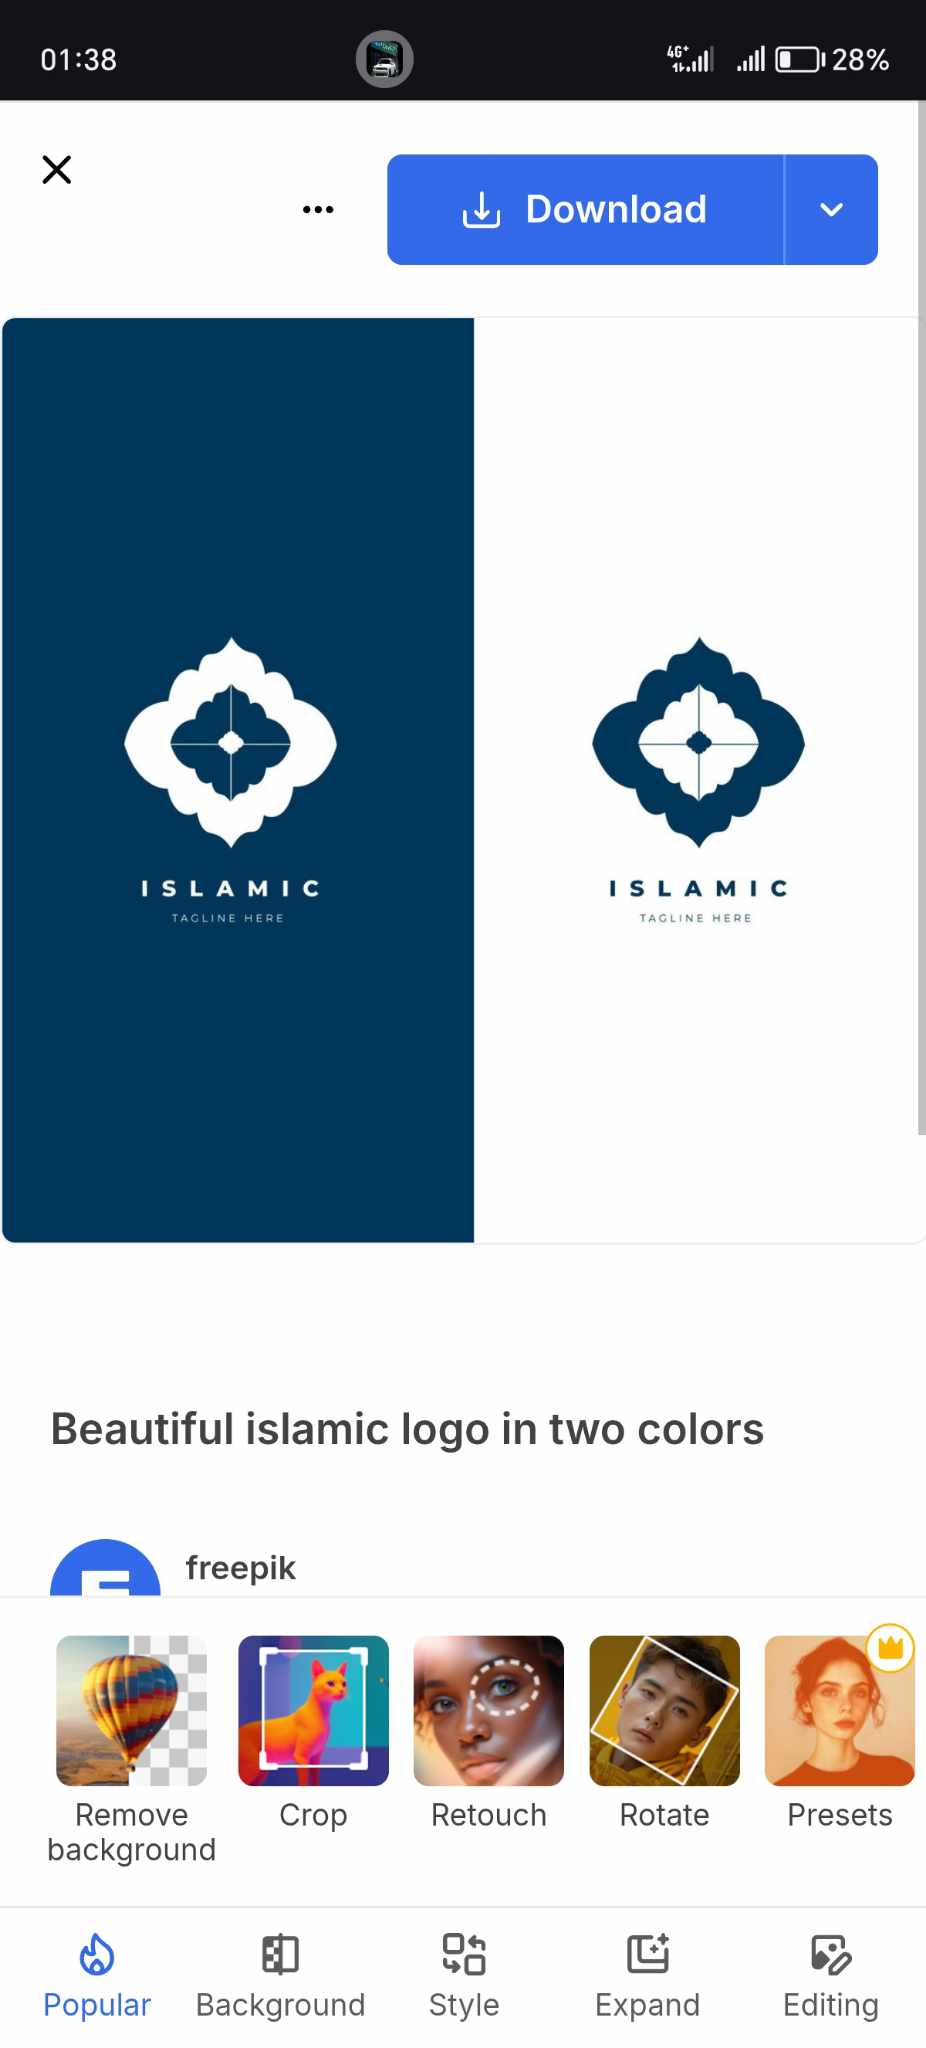 01:38
4G+
28%
Download
ISLAMIC
TAGLINE HERE
ISLAMIC
TAGLINE HERE
Beautiful islamic logo in two colors
freepik
Remove
background
Crop
Retouch
Rotate
Presets
Popular
Background
Style
Expand
Editing